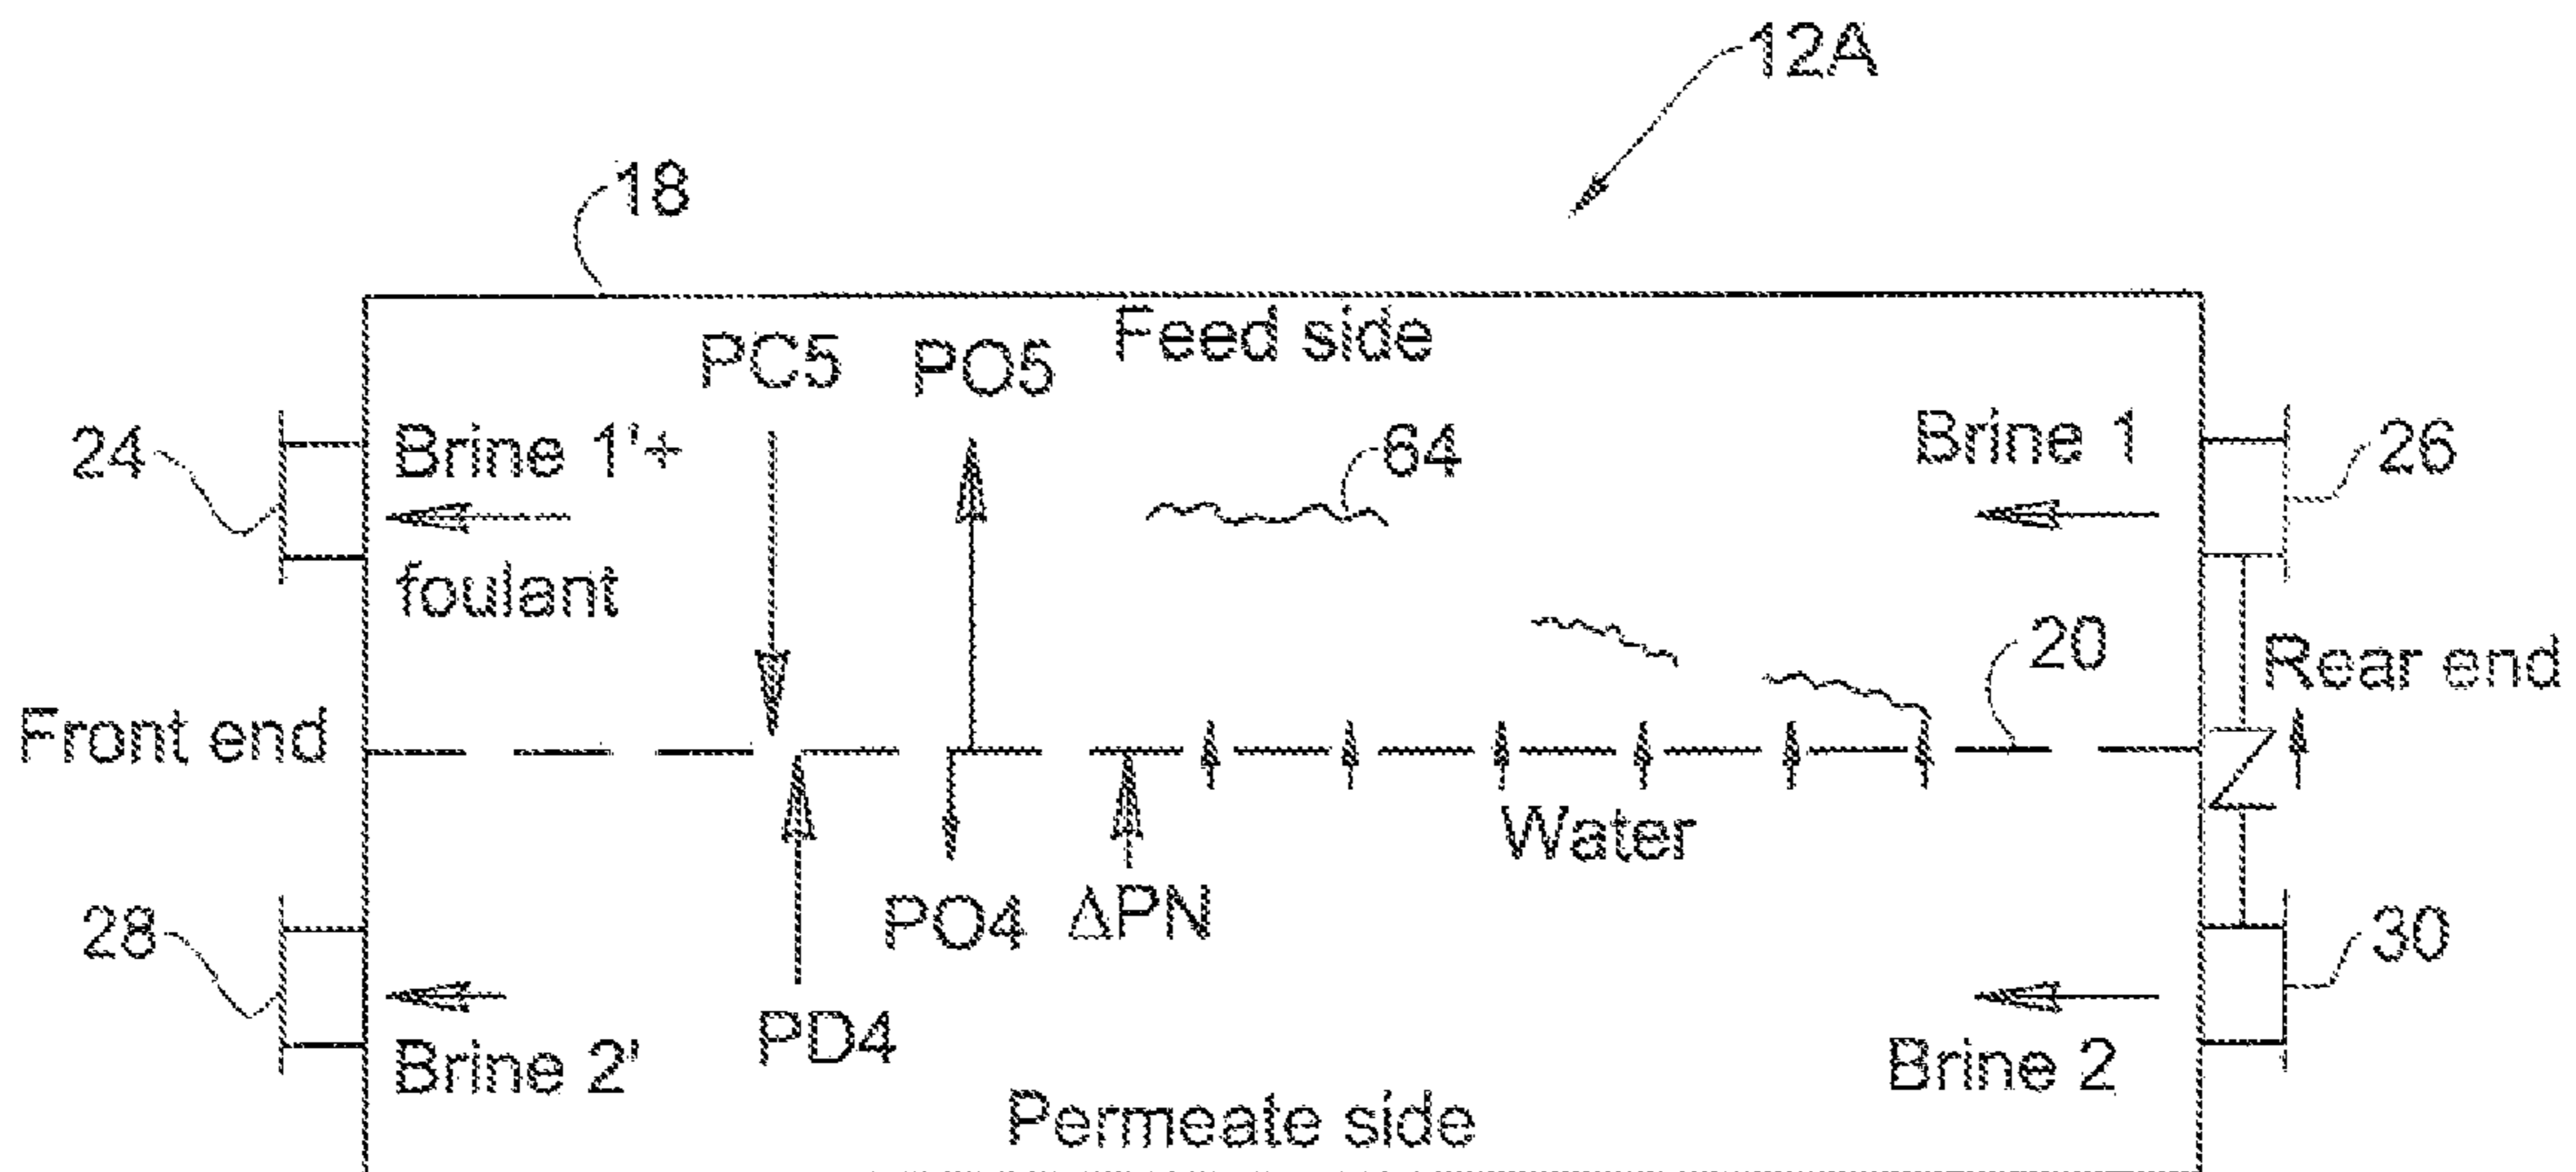 12A
18
Feed side
PC5
PO5
24
Brine 1'+
foulant
64
Brine 1
26
20
Rear end
Front end
Water
PO4
ΔPN
28
Brine 2'
PD4
Brine 2
30
Permeate side